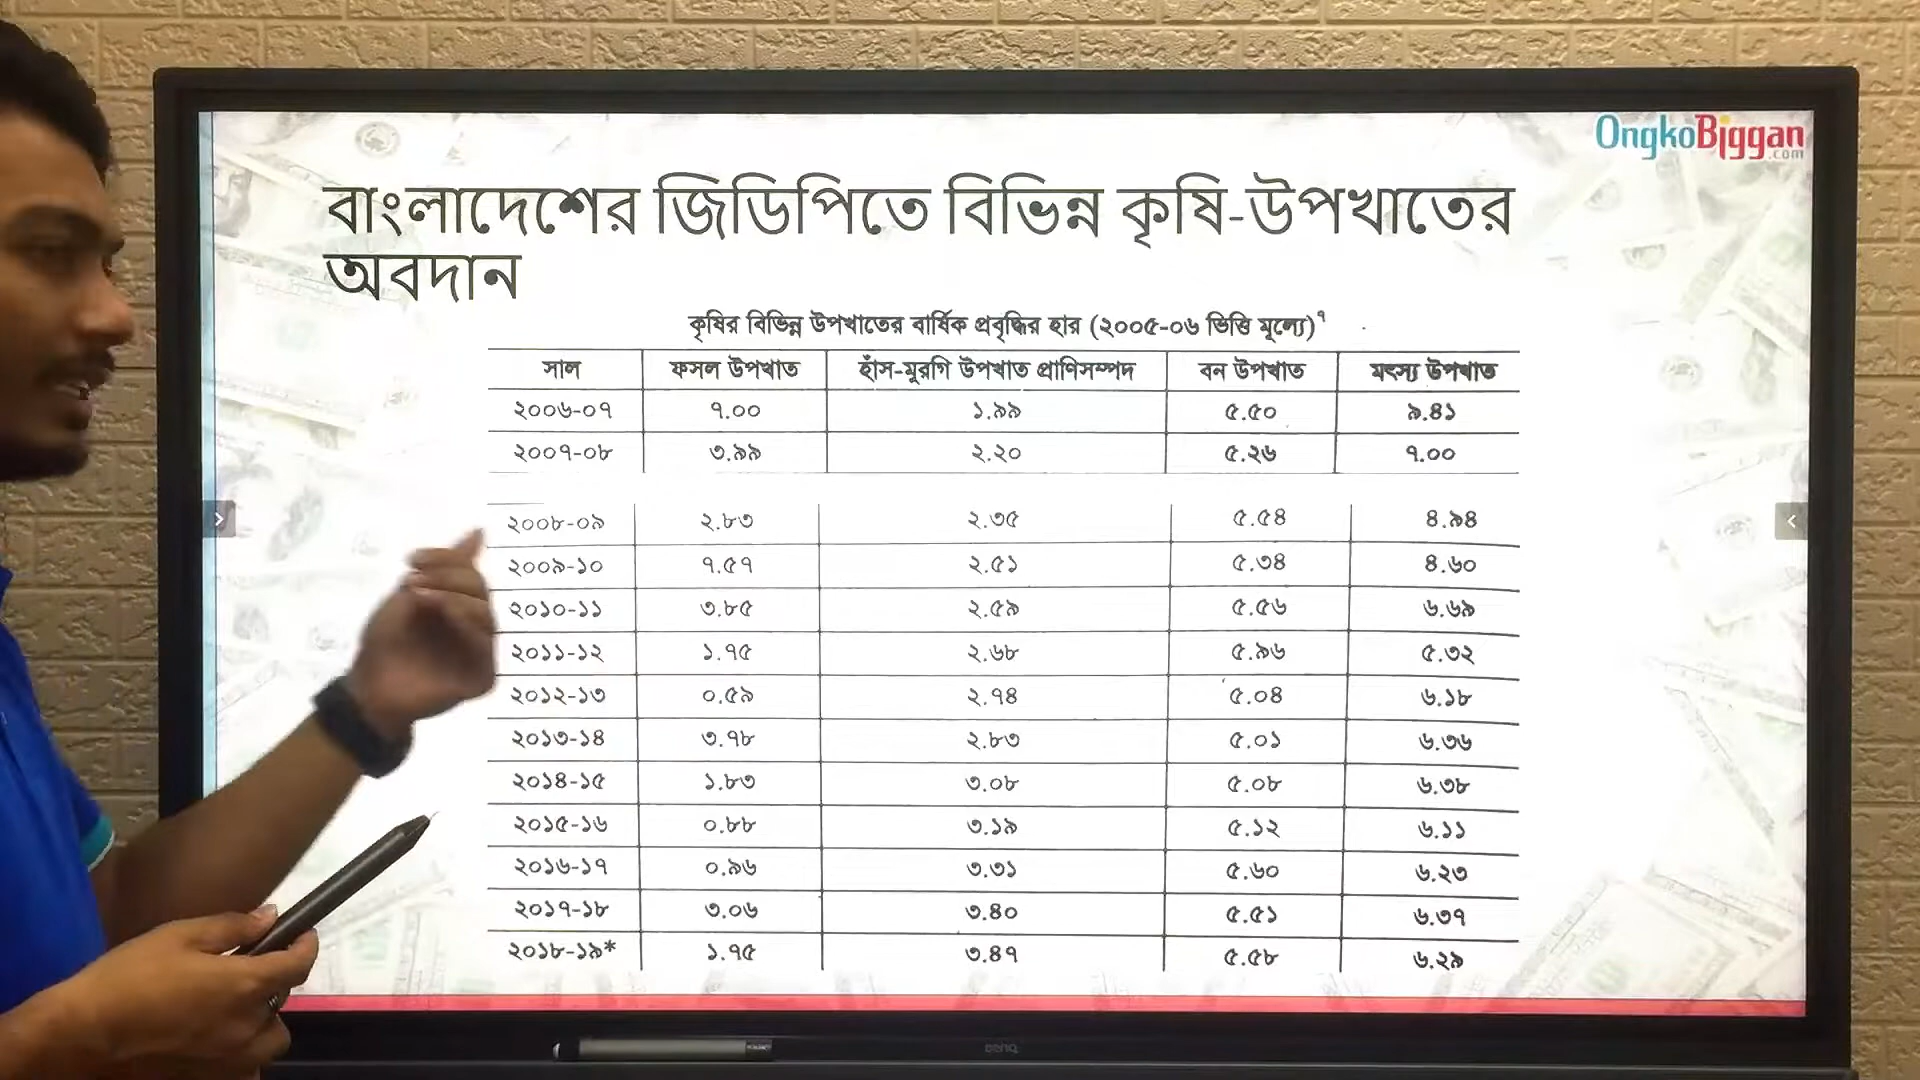 OngkoBiggan
.com
বাংলাদেশের জিডিপিতে বিভিন্ন কৃষি-উপখাতের
অবদান
কৃষির বিভিন্ন উপখাতের বার্ষিক প্রবৃদ্ধির হার (২০০৫-০৬ ভিত্তি মূল্যে)৭
সাল ফসল উপখাত হাঁস-মুরগি উপখাত প্রাণিসম্পদ বন উপখাত মৎস্য উপখাত
২০০৬-০৭ ৭.০০ ১.৯৯ ৫.৫০ ৯.৪১
২০০৭-০৮ ৩.৯৯ ২.২০ ৫.২৬ ৭.০০
২০০৮-০৯ ২.৮৩ ২.৩৫ ৫.৫৪ ৪.৯৪
২০০৯-১০ ৭.৫৭ ২.৫১ ৫.৩৪ ৪.৬০
২০১০-১১ ৩.৮৫ ২.৫৯ ৫.৫৬ ৬.৬৯
২০১১-১২ ১.৭৫ ২.৬৮ ৫.৯৬ ৫.৩২
২০১২-১৩ ০.৫৯ ২.৭৪ ৫.০৪ ৬.১৮
২০১৩-১৪ ৩.৭৮ ২.৮৩ ৫.০১ ৬.৩৬
২০১৪-১৫ ১.৮৩ ৩.০৮ ৫.০৮ ৬.৩৮
২০১৫-১৬ ০.৮৮ ৩.১৯ ৫.১২ ৬.১১
২০১৬-১৭ ০.৯৬ ৩.৩১ ৫.৬০ ৬.২৩
২০১৭-১৮ ৩.০৬ ৩.৪০ ৫.৫১ ৬.৩৭
২০১৮-১৯* ১.৭৫ ৩.৪৭ ৫.৫৮ ৬.২৯
BenQ